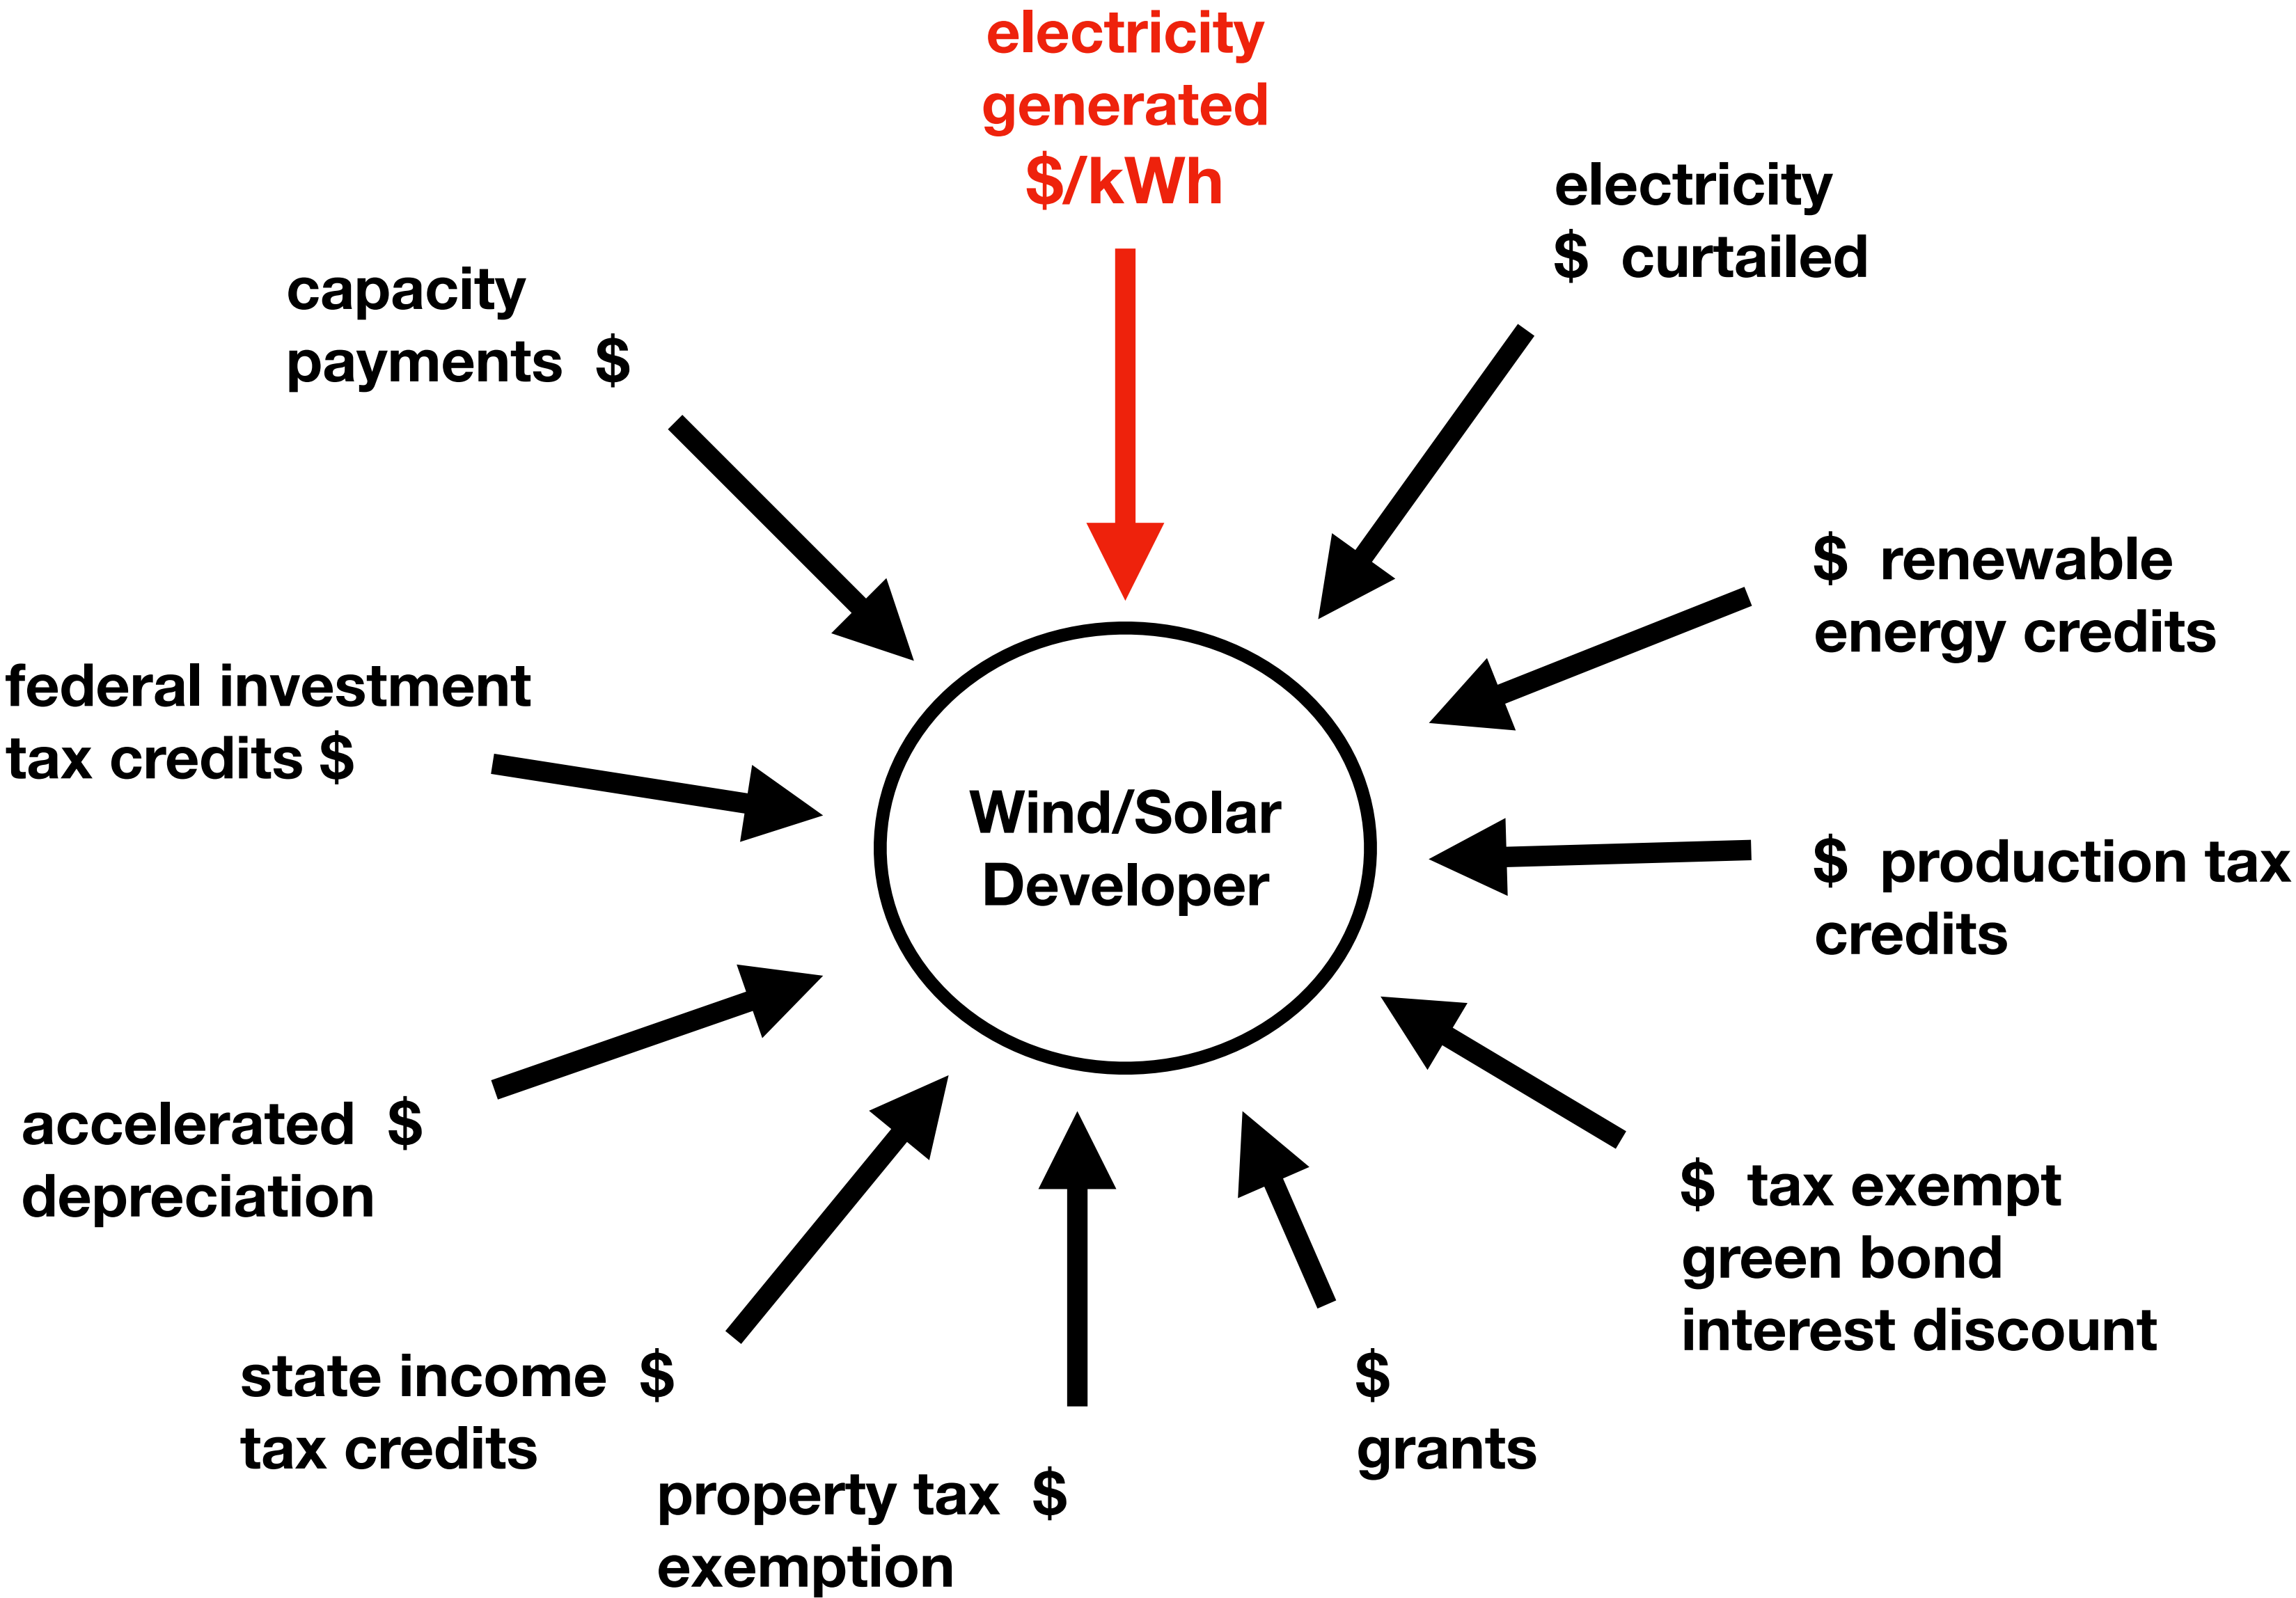 electricity
generated
$/kWh
electricity
$ curtailed
capacity
payments $
$ renewable
energy credits
federal investment
tax credits $
Wind/Solar
Developer
$ production tax
credits
accelerated $
depreciation
$ tax exempt
green bond
interest discount
state income $
tax credits
$
grants
property tax $
exemption